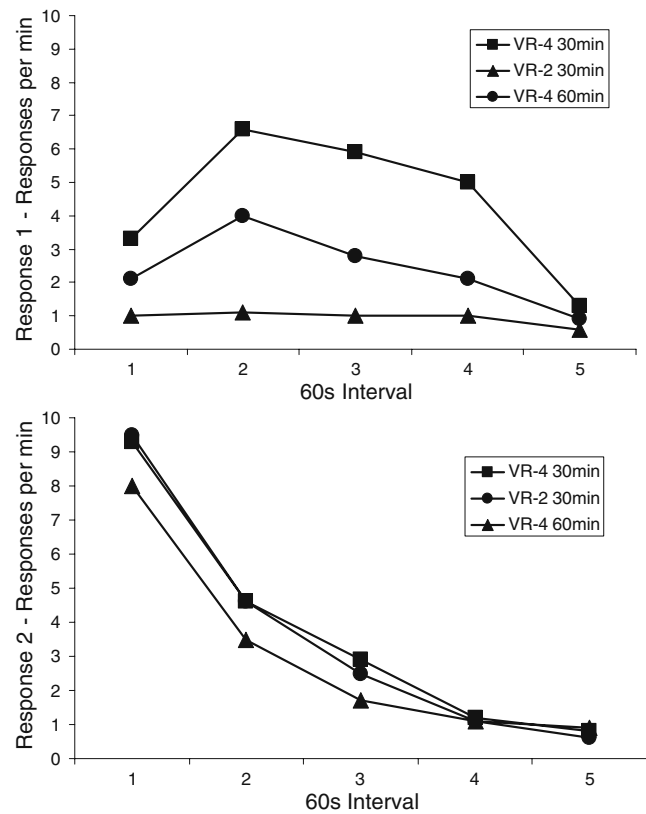 10
9
8
7
6
5
4
3
2
1
0
Response 1 - Responses per min
VR-4 30min
VR-2 30min
VR-4 60min
1 2 3 4 5
60s Interval
10
9
8
7
6
5
4
3
2
1
0
Response 2 - Responses per min
VR-4 30min
VR-2 30min
VR-4 60min
1 2 3 4 5
60s Interval